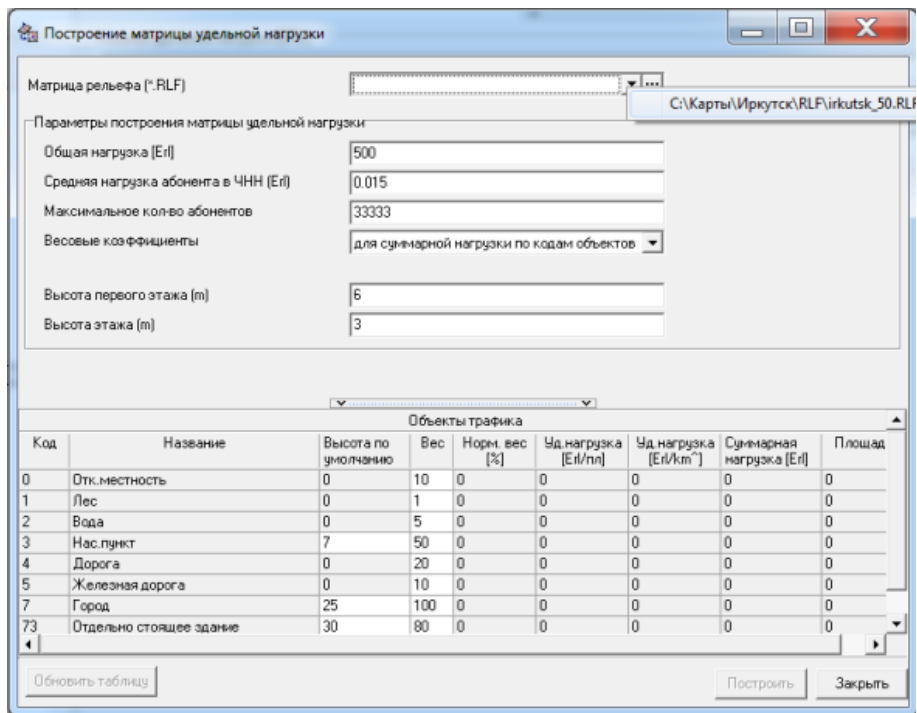 Построение матрицы удельной нагрузки
Матрица рельефа (*.RLF)
...
C:\Карты\Иркутск\RLF\irkutsk_50.RLF
Параметры построения матрицы удельной нагрузки
Общая нагрузка (Erl) 500
Средняя нагрузка абонента в ЧНН (Erl) 0.015
Максимальное кол-во абонентов 33333
Весовые коэффициенты для суммарной нагрузки по кодам объектов
Высота первого этажа (m) 6
Высота этажа (m) 3
Объекты трафика
Код Название Высота по умолчанию Вес Норм. вес [%] Уд.нагрузка [Erl/пл] Уд.нагрузка [Erl/km^] Суммарная нагрузка [Erl] Площад
0 Отк.местность 0 10 0 0 0 0 0
1 Лес 0 1 0 0 0 0 0
2 Вода 0 5 0 0 0 0 0
3 Нас.пункт 7 50 0 0 0 0 0
4 Дорога 0 20 0 0 0 0 0
5 Железная дорога 0 10 0 0 0 0 0
7 Город 25 100 0 0 0 0 0
73 Отдельно стоящее здание 30 80 0 0 0 0 0
Обновить таблицу Построить Закрыть